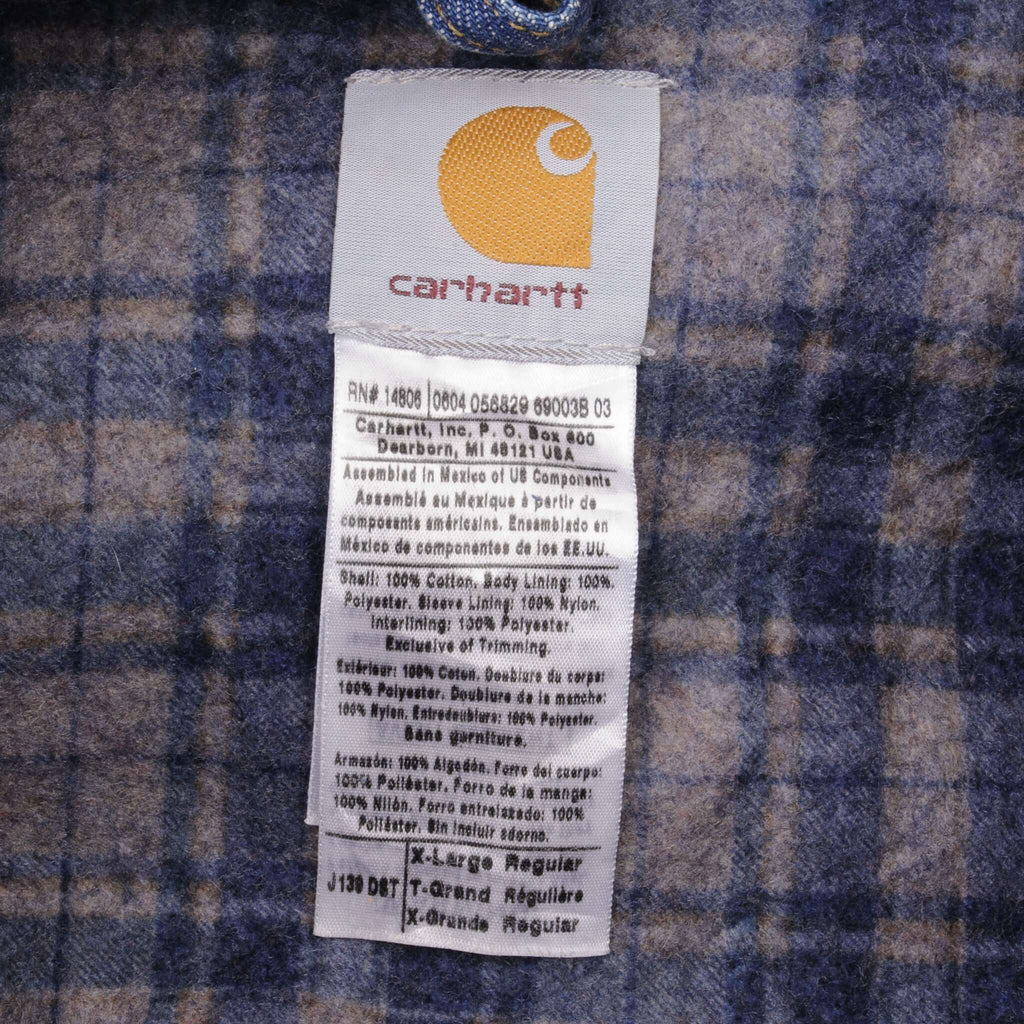 carhartt
RN# 14806 0604 056829 69003B 03
Carhartt, Inc. P. O. Box 600
Dearborn, MI 48121 USA
Assembled in Mexico of US Components
Assemblé au Mexique à partir de
composants américains. Ensamblado en
México de componentes de los EE.UU.
Shell: 100% Cotton. Body Lining: 100%.
Polyester. Sleeve Lining: 100% Nylon.
Interlining: 100% Polyester.
Exclusive of Trimming.
Extérieur: 100% Coton. Doublure du corps:
100% Polyester. Doublure de la manche:
100% Nylon. Entredoublure: 100% Polyester.
Sans garniture.
Armazón: 100% Algodón. Forro del cuerpo:
100% Poliéster. Forro de la manga:
100% Nilón. Forro entrelazado: 100%
Poliéster. Sin incluir adorno.
J139 DST
X-Large Regular
T-Grand Régulière
X-Grande Regular